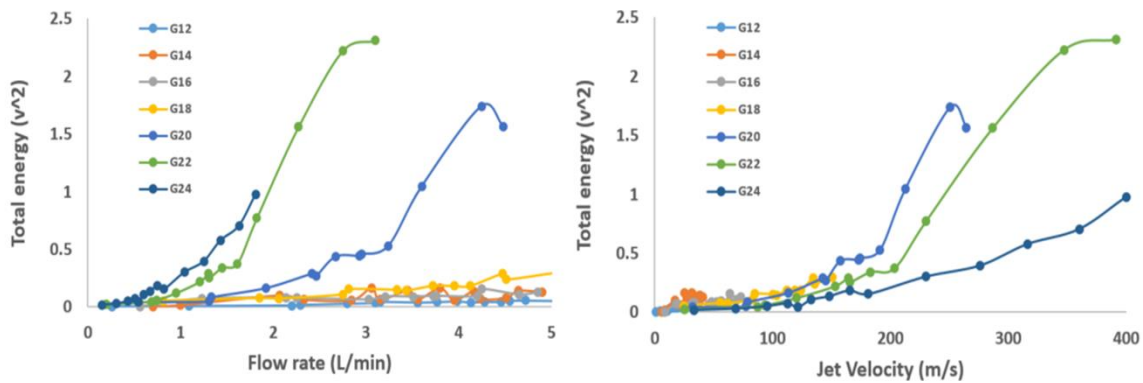 Total energy (v^2)
2.5
2
1.5
1
0.5
0
G12
G14
G16
G18
G20
G22
G24
0 1 2 3 4 5
Flow rate (L/min)
Total energy (v^2)
2.5
2
1.5
1
0.5
0
G12
G14
G16
G18
G20
G22
G24
0 100 200 300 400
Jet Velocity (m/s)